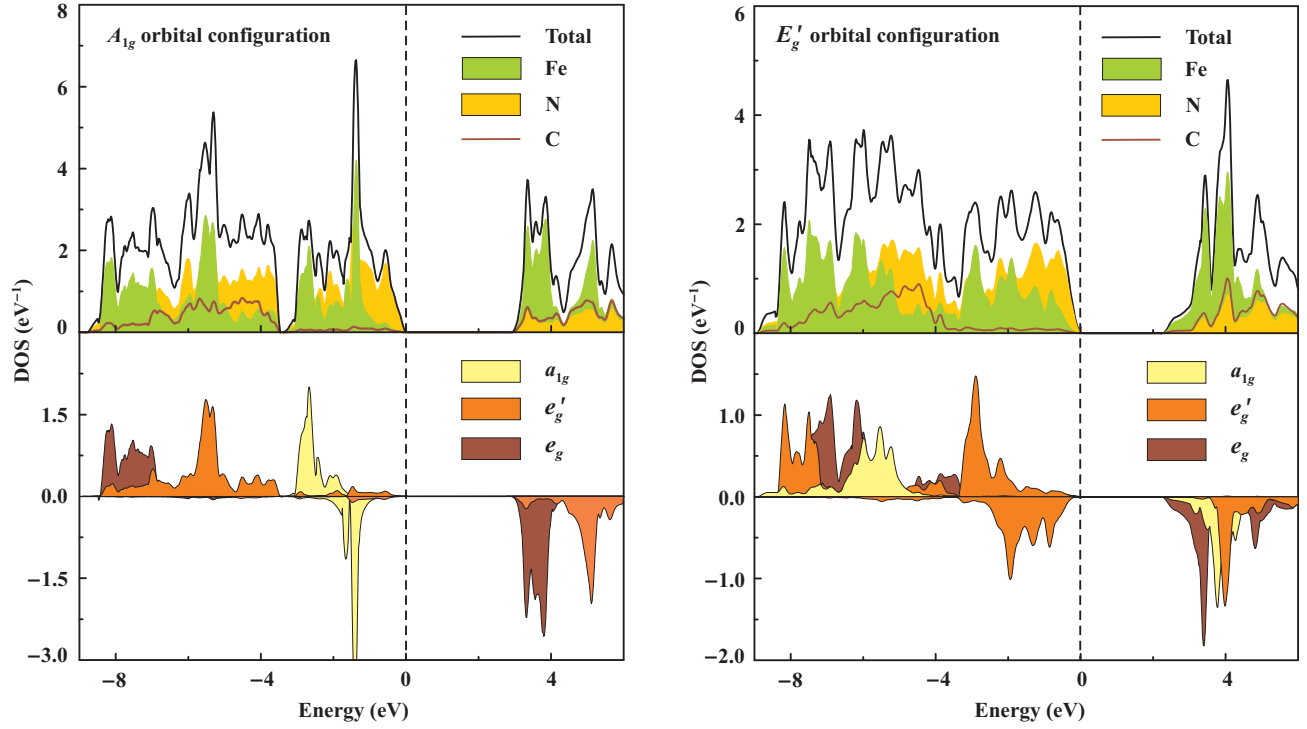 A1g orbital configuration
Total
Fe
N
C
8
6
4
2
0
DOS (eV−1)
a1g
eg'
eg
1.5
0.0
−1.5
−3.0
−8
−4
0
4
Energy (eV)
Eg' orbital configuration
Total
Fe
N
C
6
4
2
0
DOS (eV−1)
a1g
eg'
eg
1.0
0.0
−1.0
−2.0
−8
−4
0
4
Energy (eV)